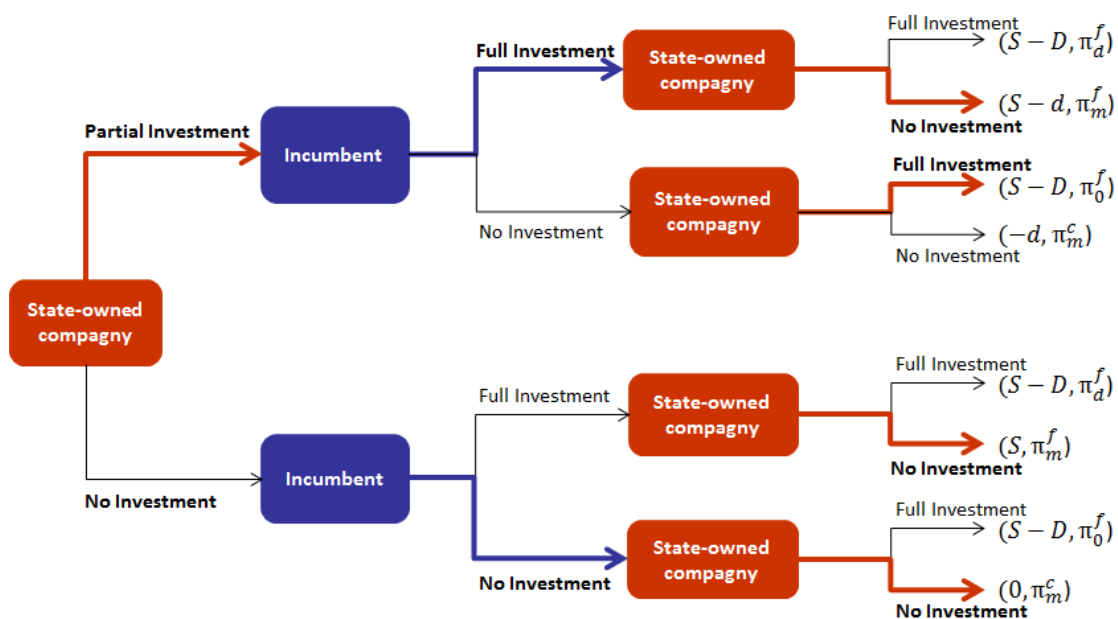 Full Investment
(S − D, π_d^f)
Full Investment
State-owned
compagny
(S − d, π_m^f)
No Investment
Partial Investment
Incumbent
Full Investment
(S − D, π_0^f)
State-owned
compagny
No Investment
(−d, π_m^c)
No Investment
State-owned
compagny
Full Investment
(S − D, π_d^f)
Full Investment
State-owned
compagny
(S, π_m^f)
No Investment
Incumbent
No Investment
Full Investment
(S − D, π_0^f)
State-owned
compagny
No Investment
(0, π_m^c)
No Investment